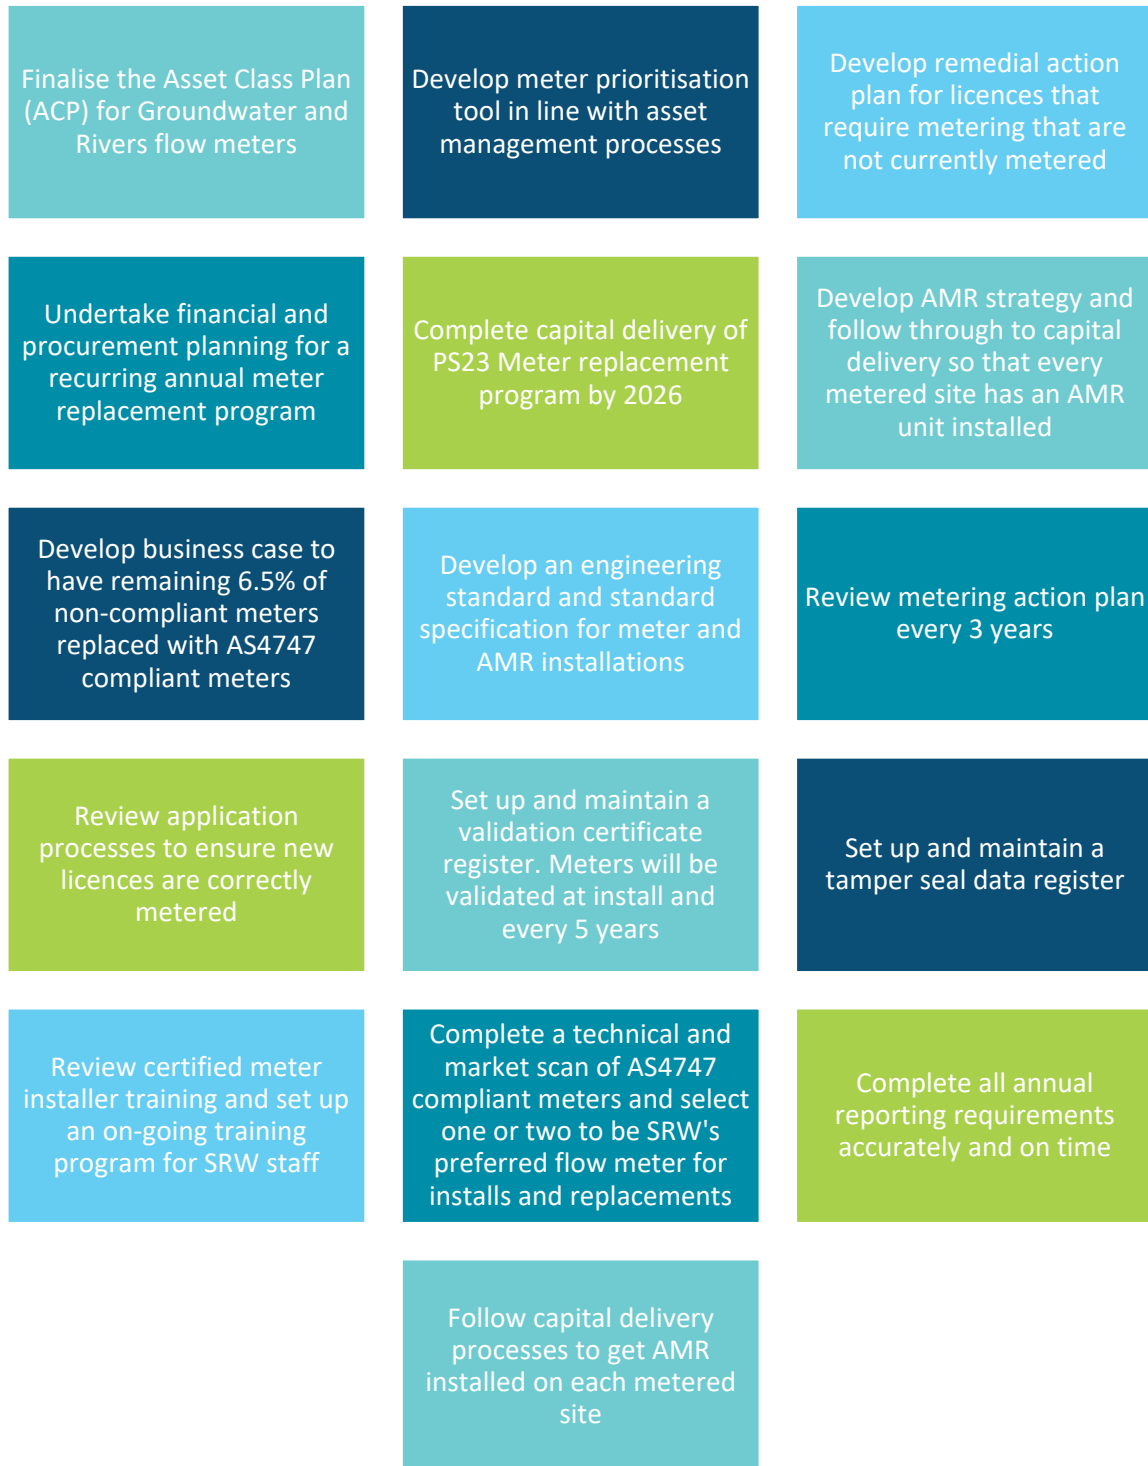 Finalise the Asset Class Plan
(ACP) for Groundwater and
Rivers flow meters
Develop meter prioritisation
tool in line with asset
management processes
Develop remedial action
plan for licences that
require metering that are
not currently metered
Undertake financial and
procurement planning for a
recurring annual meter
replacement program
Complete capital delivery of
PS23 Meter replacement
program by 2026
Develop AMR strategy and
follow through to capital
delivery so that every
metered site has an AMR
unit installed
Develop business case to
have remaining 6.5% of
non-compliant meters
replaced with AS4747
compliant meters
Develop an engineering
standard and standard
specification for meter and
AMR installations
Review metering action plan
every 3 years
Review application
processes to ensure new
licences are correctly
metered
Set up and maintain a
validation certificate
register. Meters will be
validated at install and
every 5 years
Set up and maintain a
tamper seal data register
Review certified meter
installer training and set up
an on-going training
program for SRW staff
Complete a technical and
market scan of AS4747
compliant meters and select
one or two to be SRW's
preferred flow meter for
installs and replacements
Complete all annual
reporting requirements
accurately and on time
Follow capital delivery
processes to get AMR
installed on each metered
site